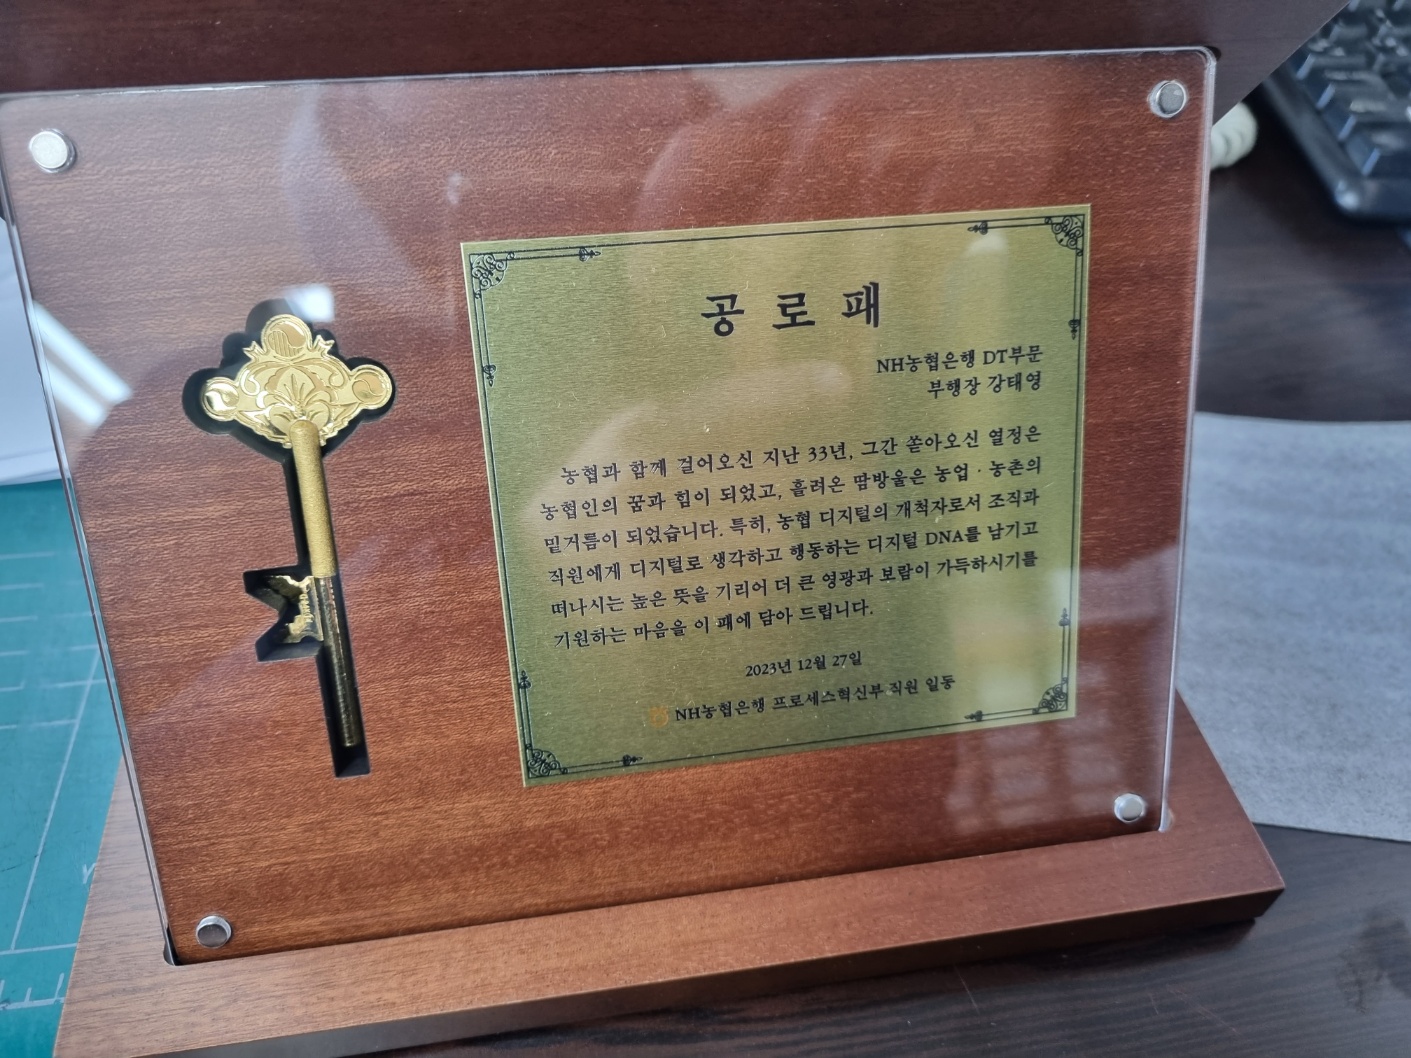 공로패
NH농협은행 DT부문
부행장 강태영
농협과 함께 걸어오신 지난 33년, 그간 쏟아오신 열정은
농협인의 꿈과 힘이 되었고, 흘려온 땀방울은 농업 · 농촌의
밑거름이 되었습니다. 특히, 농협 디지털의 개척자로서 조직과
직원에게 디지털로 생각하고 행동하는 디지털 DNA를 남기고
떠나시는 높은 뜻을 기리어 더 큰 영광과 보람이 가득하시기를
기원하는 마음을 이 패에 담아 드립니다.
2023년 12월 27일
NH농협은행 프로세스혁신부 직원 일동